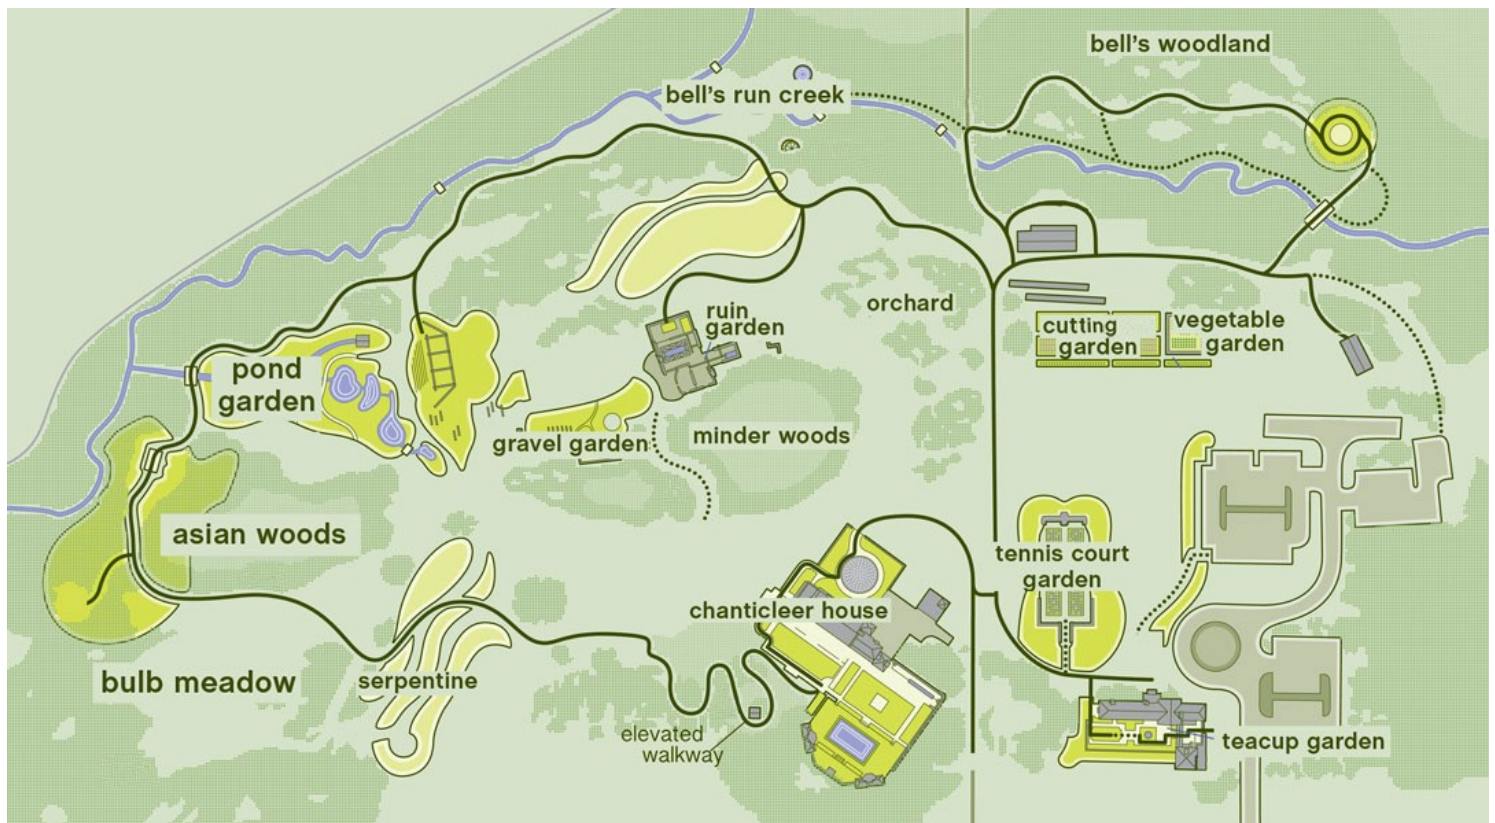 bell's woodland
bell's run creek
orchard
ruin
garden
cutting
garden
vegetable
garden
pond
garden
gravel garden
minder woods
asian woods
tennis court
garden
chanticleer house
bulb meadow
serpentine
elevated
walkway
teacup garden